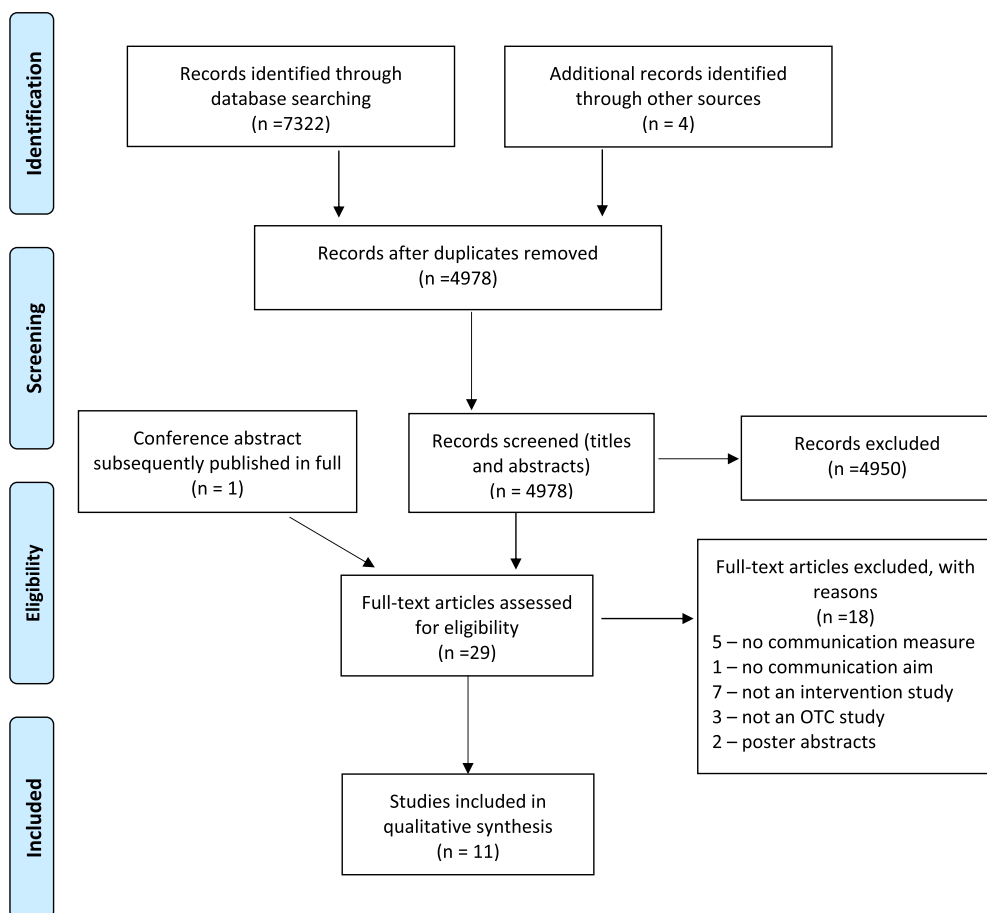 Identification
Records identified through
database searching
(n =7322)
Additional records identified
through other sources
(n = 4)
Records after duplicates removed
(n =4978)
Screening
Conference abstract
subsequently published in full
(n = 1)
Records screened (titles
and abstracts)
(n = 4978)
Records excluded
(n =4950)
Eligibility
Full-text articles assessed
for eligibility
(n =29)
Full-text articles excluded, with
reasons
(n =18)
5 – no communication measure
1 – no communication aim
7 – not an intervention study
3 – not an OTC study
2 – poster abstracts
Included
Studies included in
qualitative synthesis
(n = 11)